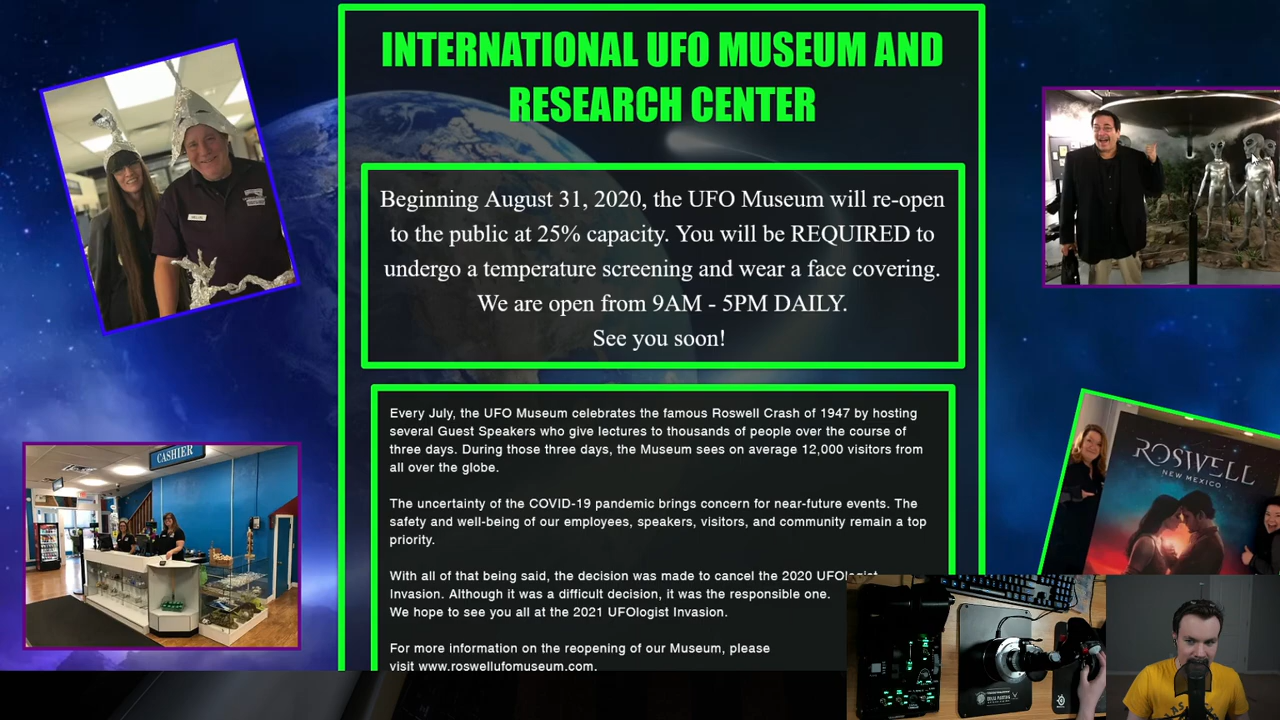 INTERNATIONAL UFO MUSEUM AND
RESEARCH CENTER
Beginning August 31, 2020, the UFO Museum will re-open
to the public at 25% capacity. You will be REQUIRED to
undergo a temperature screening and wear a face covering.
We are open from 9AM - 5PM DAILY.
See you soon!
Every July, the UFO Museum celebrates the famous Roswell Crash of 1947 by hosting
several Guest Speakers who give lectures to thousands of people over the course of
three days. During those three days, the Museum sees on average 12,000 visitors from
all over the globe.
The uncertainty of the COVID-19 pandemic brings concern for near-future events. The
safety and well-being of our employees, speakers, visitors, and community remain a top
priority.
With all of that being said, the decision was made to cancel the 2020 UFOlogist
Invasion. Although it was a difficult decision, it was the responsible one.
We hope to see you all at the 2021 UFOlogist Invasion.
For more information on the reopening of our Museum, please
visit www.roswellufomuseum.com.
CASHIER
ROSWELL
NEW MEXICO